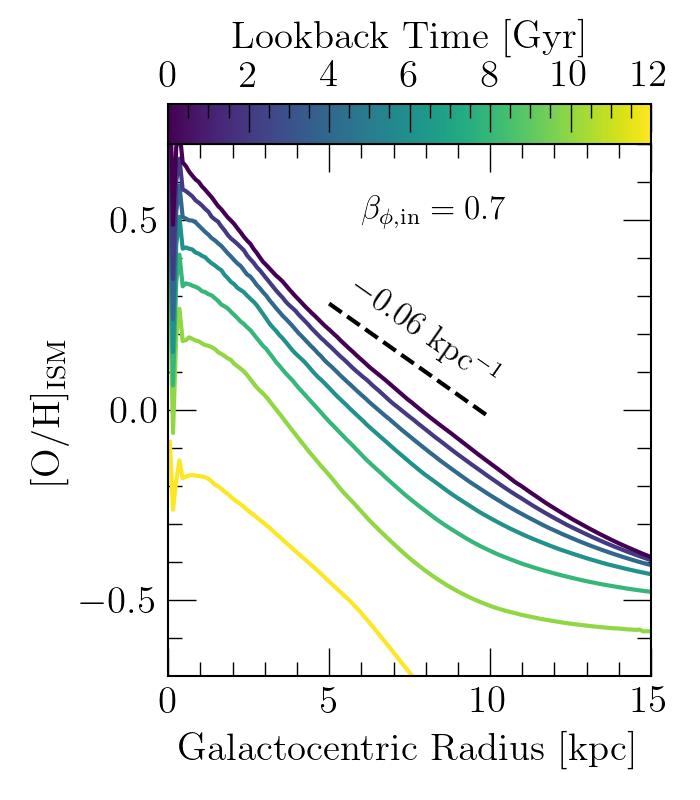 Lookback Time [Gyr]
0 2 4 6 8 10 12
β_{ϕ,in} = 0.7
−0.06 kpc⁻¹
[O/H]_{ISM}
0.5
0.0
−0.5
0 5 10 15
Galactocentric Radius [kpc]